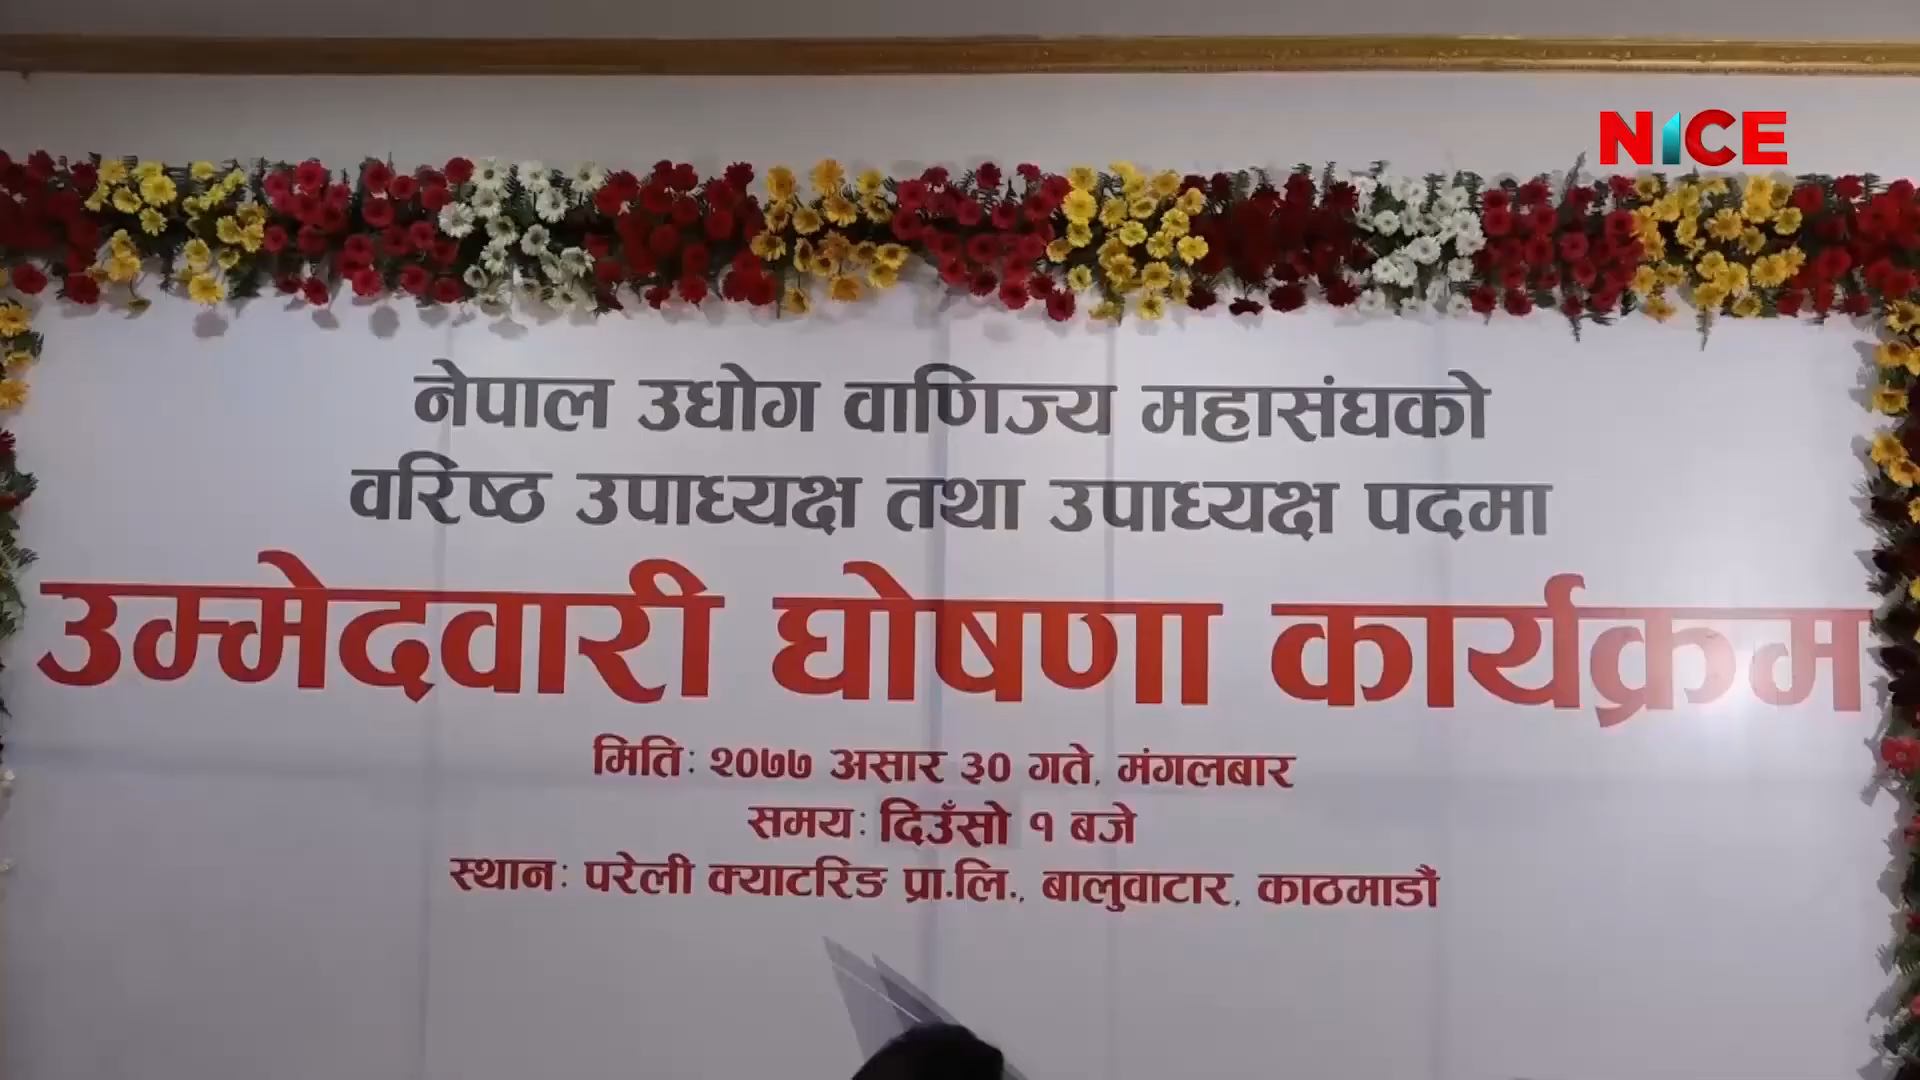 NICE
नेपाल उधोग वाणिज्य महासंघको
वरिष्ठ उपाध्यक्ष तथा उपाध्यक्ष पदमा
उम्मेदवारी घोषणा कार्यक्रम
मिति: २०७७ असार ३० गते, मंगलबार
समय: दिउँसो १ बजे
स्थान: परेली क्याटरिङ प्रा.लि., बालुवाटार, काठमाडौं